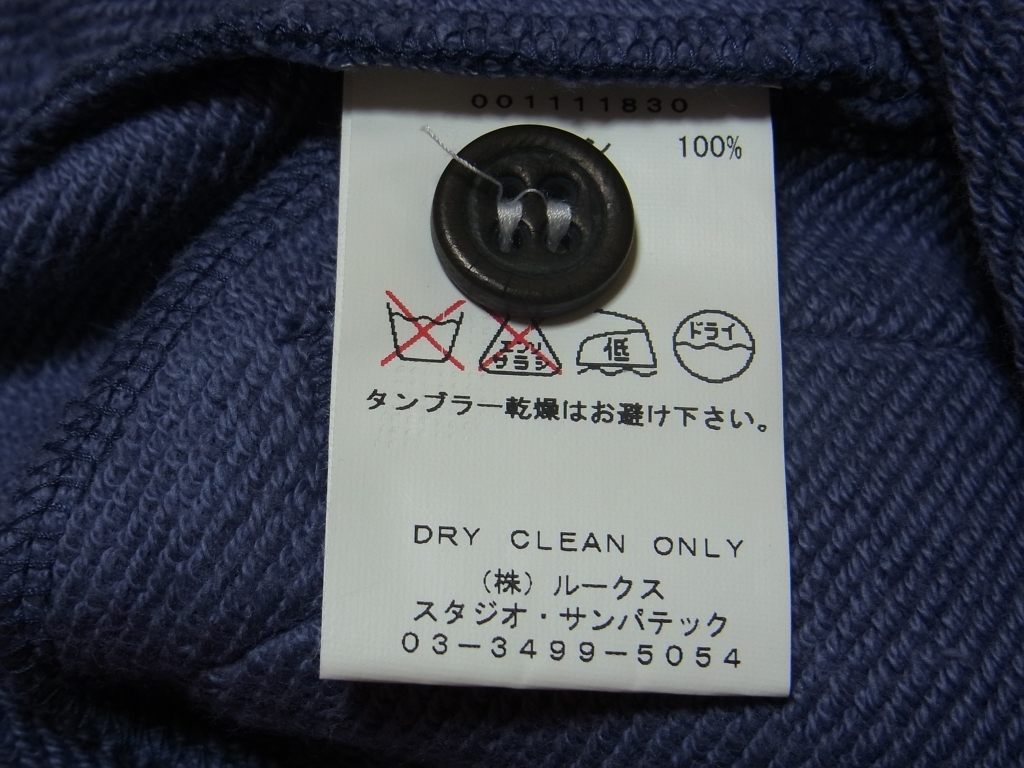 001111830
100%
エンソ サラシ 低 ドライ
タンブラー乾燥はお避け下さい。
DRY CLEAN ONLY
(株)ルークス
スタジオ・サンパテック
03-3499-5054